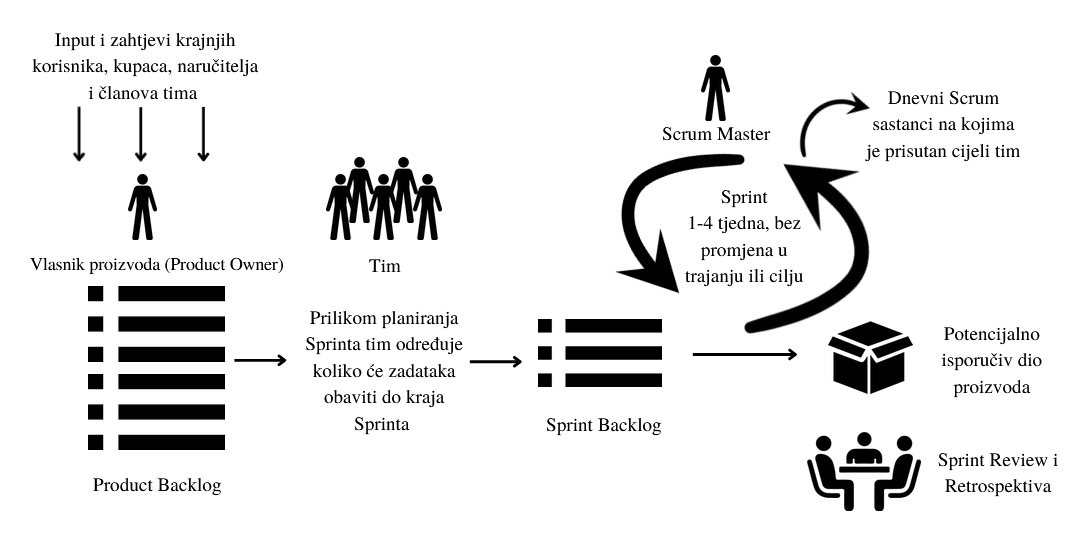 Input i zahtjevi krajnjih
korisnika, kupaca, naručitelja
i članova tima
Vlasnik proizvoda (Product Owner)
Product Backlog
Tim
Prilikom planiranja
Sprinta tim određuje
koliko će zadataka
obaviti do kraja
Sprinta
Sprint Backlog
Scrum Master
Sprint
1-4 tjedna, bez
promjena u
trajanju ili cilju
Dnevni Scrum
sastanci na kojima
je prisutan cijeli tim
Potencijalno
isporučiv dio
proizvoda
Sprint Review i
Retrospektiva